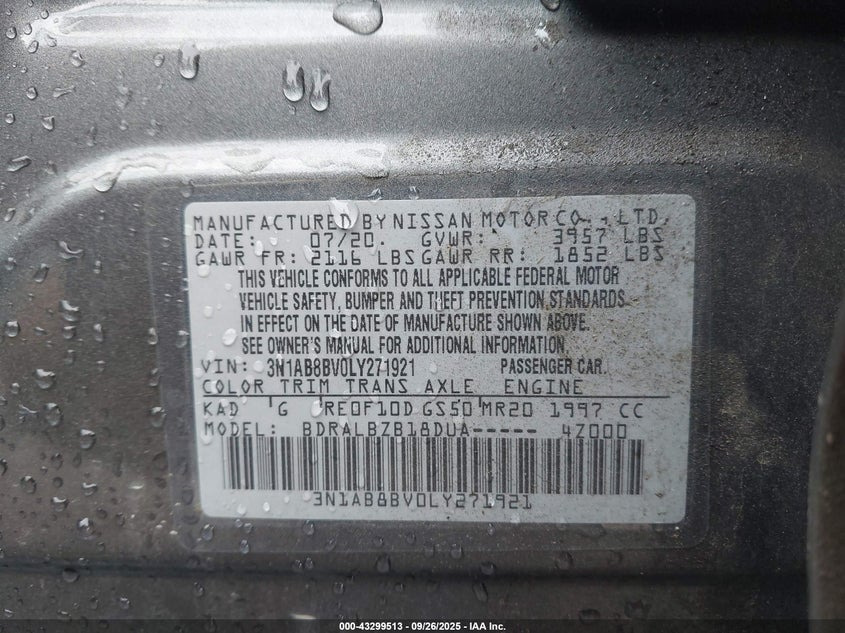 MANUFACTURED BY NISSAN MOTOR CO., LTD.
DATE: 07/20. GVWR: 3957 LBS
GAWR FR: 2116 LBS GAWR RR: 1852 LBS
THIS VEHICLE CONFORMS TO ALL APPLICABLE FEDERAL MOTOR
VEHICLE SAFETY, BUMPER AND THEFT PREVENTION STANDARDS
IN EFFECT ON THE DATE OF MANUFACTURE SHOWN ABOVE.
SEE OWNER'S MANUAL FOR ADDITIONAL INFORMATION.
VIN: 3N1AB8BV0LY271921 PASSENGER CAR.
COLOR TRIM TRANS AXLE ENGINE
KAD G RE0F10D GS50 MR20 1997 CC
MODEL: BDRALBZB18DUA----- 4Z000
3N1AB8BV0LY271921
000-43299513 - 09/26/2025 - IAA Inc.